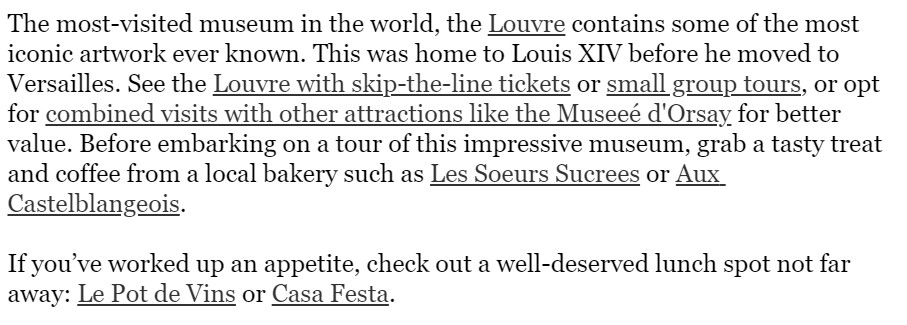 The most-visited museum in the world, the Louvre contains some of the most
iconic artwork ever known. This was home to Louis XIV before he moved to
Versailles. See the Louvre with skip-the-line tickets or small group tours, or opt
for combined visits with other attractions like the Museeé d'Orsay for better
value. Before embarking on a tour of this impressive museum, grab a tasty treat
and coffee from a local bakery such as Les Soeurs Sucrees or Aux
Castelblangeois.
If you’ve worked up an appetite, check out a well-deserved lunch spot not far
away: Le Pot de Vins or Casa Festa.